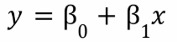 y = β₀ + β₁x